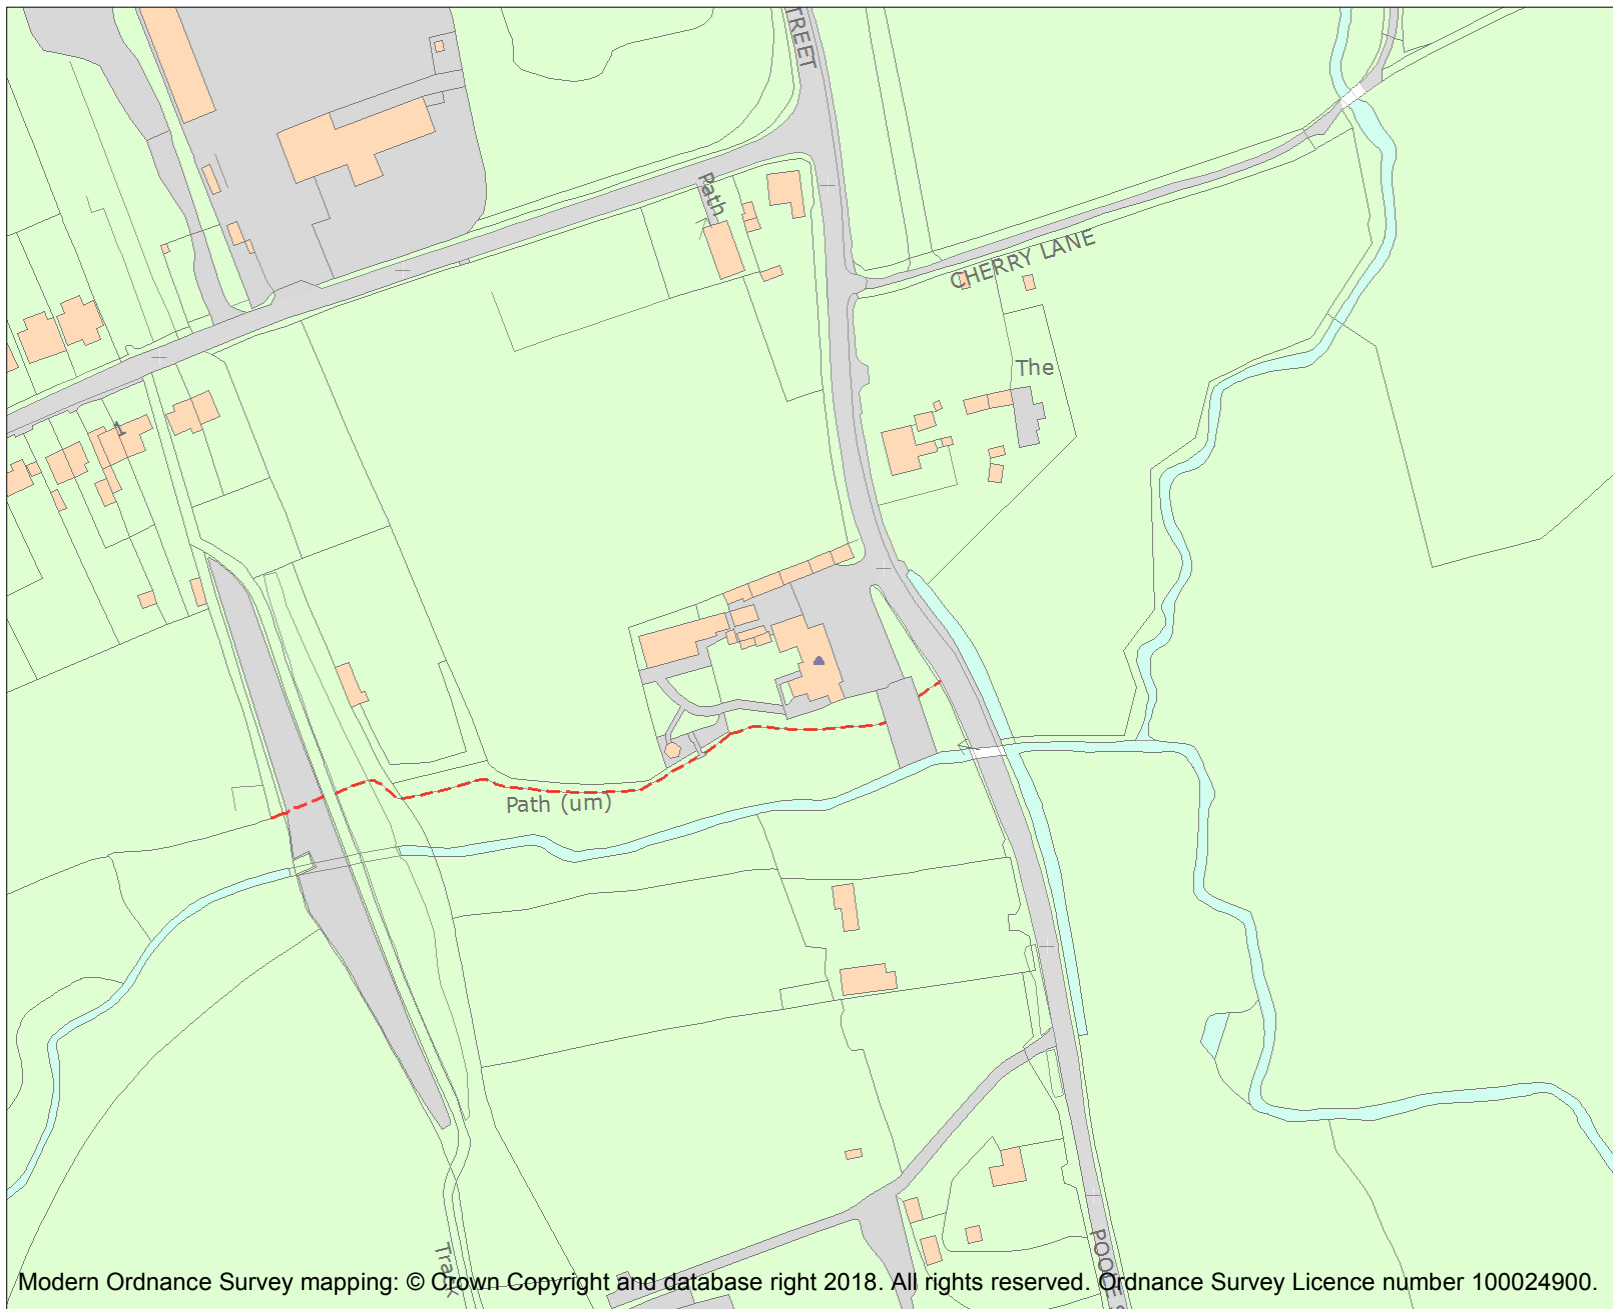 TREET
Path
CHERRY LANE
The
1
Path (um)
Track
POOLE S
Modern Ordnance Survey mapping: © Crown Copyright and database right 2018. All rights reserved. Ordnance Survey Licence number 100024900.